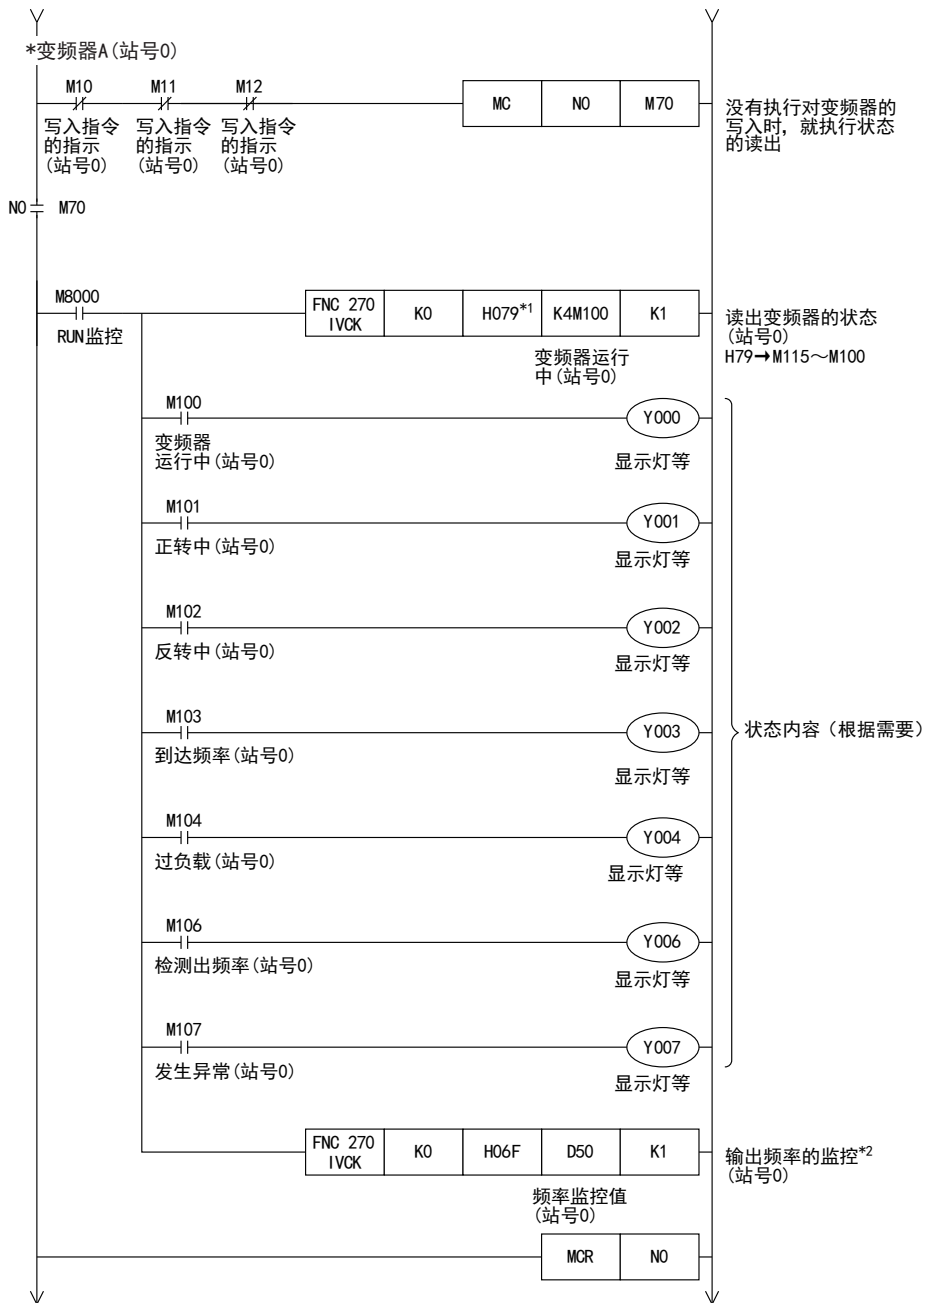 *变频器A(站号0)
M10 M11 M12
MC N0 M70
写入指令
的指示
(站号0)
写入指令
的指示
(站号0)
写入指令
的指示
(站号0)
没有执行对变频器的
写入时，就执行状态
的读出
N0 M70
M8000
RUN监控
FNC 270
IVCK
K0 H079*1 K4M100 K1
变频器运行
中(站号0)
读出变频器的状态
(站号0)
H79→M115～M100
M100
变频器
运行中(站号0)
Y000
显示灯等
M101
正转中(站号0)
Y001
显示灯等
M102
反转中(站号0)
Y002
显示灯等
M103
到达频率(站号0)
Y003
显示灯等
状态内容（根据需要）
M104
过负载(站号0)
Y004
显示灯等
M106
检测出频率(站号0)
Y006
显示灯等
M107
发生异常(站号0)
Y007
显示灯等
FNC 270
IVCK
K0 H06F D50 K1
频率监控值
(站号0)
输出频率的监控*2
(站号0)
MCR N0